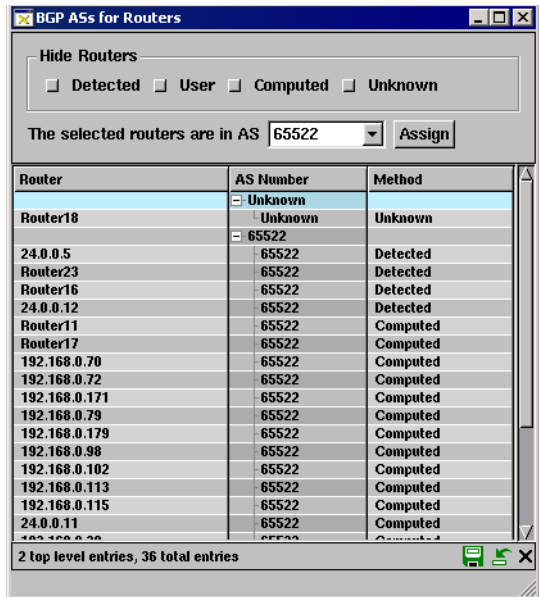 BGP ASs for Routers
Hide Routers
Detected User Computed Unknown
The selected routers are in AS 65522 Assign
Router AS Number Method
Unknown
Router18 Unknown Unknown
65522
24.0.0.5 65522 Detected
Router23 65522 Detected
Router16 65522 Detected
24.0.0.12 65522 Detected
Router11 65522 Computed
Router17 65522 Computed
192.168.0.70 65522 Computed
192.168.0.72 65522 Computed
192.168.0.171 65522 Computed
192.168.0.79 65522 Computed
192.168.0.179 65522 Computed
192.168.0.98 65522 Computed
192.168.0.102 65522 Computed
192.168.0.113 65522 Computed
192.168.0.115 65522 Computed
24.0.0.11 65522 Computed
2 top level entries, 36 total entries